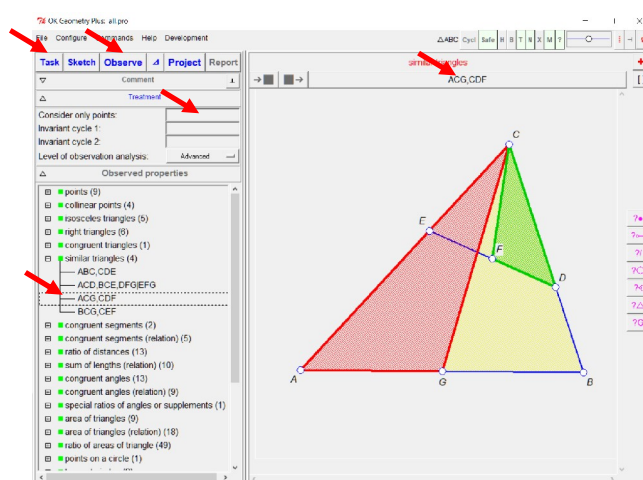 OK Geometry Plus: all.pro
File Configure Commands Help Development
△ABC Cycl Safe H B T N X M ?
Task Sketch Observe Project Report
Comment
Treatment
Consider only points:
Invariant cycle 1:
Invariant cycle 2:
Level of observation analysis: Advanced
Observed properties
points (9)
collinear points (4)
isosceles triangles (5)
right triangles (6)
congruent triangles (1)
similar triangles (4)
ABC,CDE
ACD,BCE,DFG|EFG
ACG,CDF
BCG,CEF
congruent segments (2)
congruent segments (relation) (5)
ratio of distances (13)
sum of lengths (relation) (10)
congruent angles (13)
congruent angles (relation) (9)
special ratios of angles or supplements (1)
area of triangles (9)
area of triangles (relation) (18)
ratio of areas of triangle (49)
points on a circle (1)
similar triangles
ACG,CDF
C
E
F
D
A
G
B